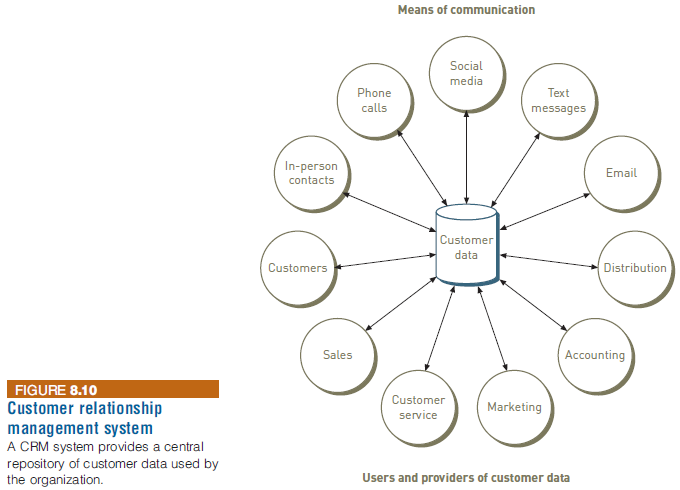 Means of communication
Social
media
Phone
calls
Text
messages
In-person
contacts
Email
Customer
data
Customers
Distribution
Sales
Accounting
Customer
service
Marketing
FIGURE 8.10
Customer relationship
management system
A CRM system provides a central
repository of customer data used by
the organization.
Users and providers of customer data